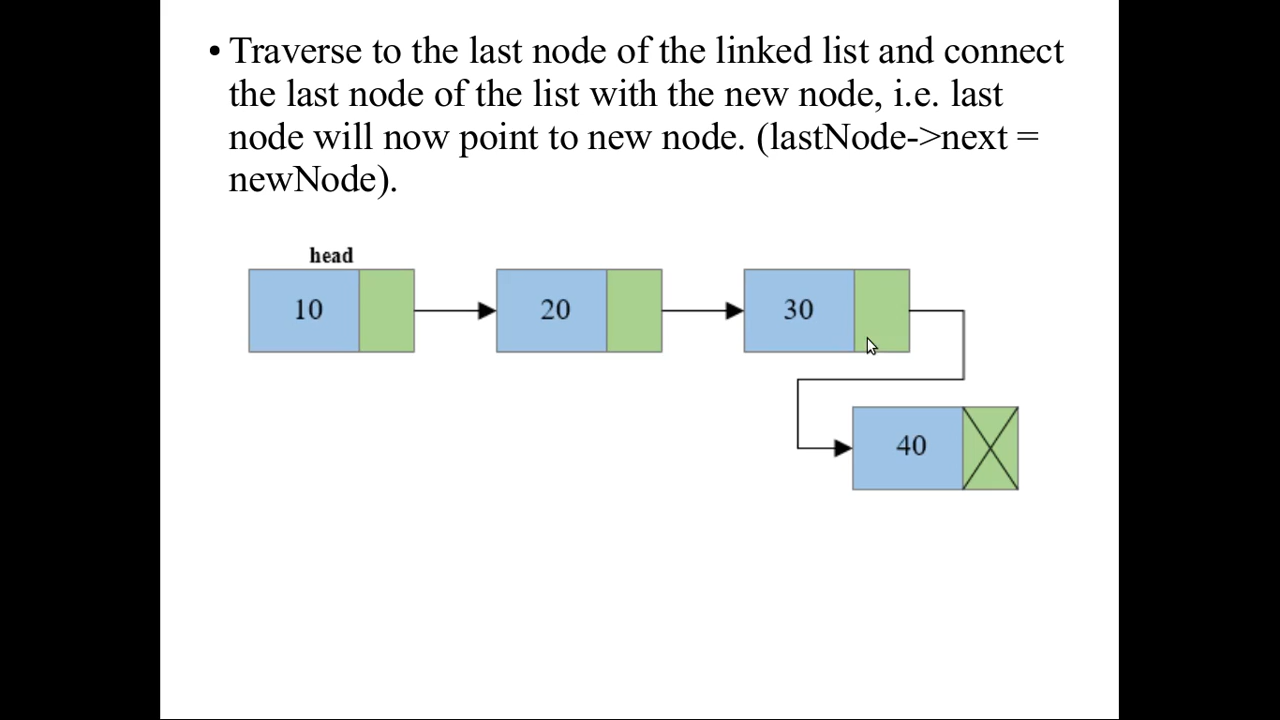 • Traverse to the last node of the linked list and connect
the last node of the list with the new node, i.e. last
node will now point to new node. (lastNode->next =
newNode).
head
10 20 30
40